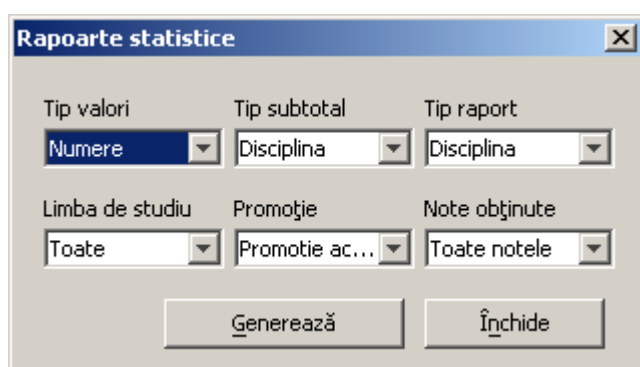 Rapoarte statistice
Tip valori Tip subtotal Tip raport
Numere Disciplina Disciplina
Limba de studiu Promoţie Note obţinute
Toate Promotie ac... Toate notele
Generează Închide